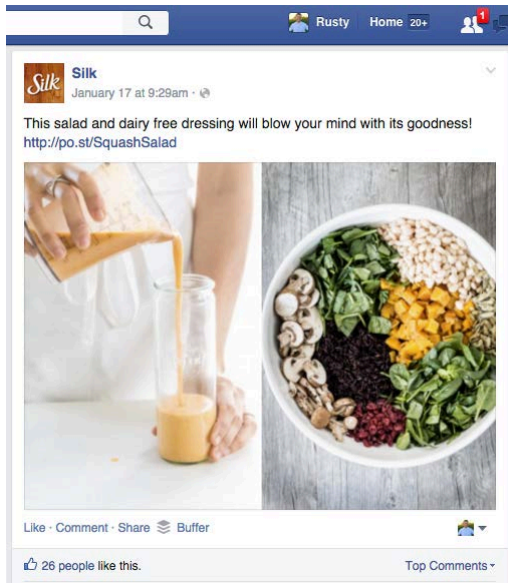 Rusty Home 20+ 1
Silk
Silk
January 17 at 9:29am ·
This salad and dairy free dressing will blow your mind with its goodness!
http://po.st/SquashSalad
Like · Comment · Share Buffer
26 people like this. Top Comments